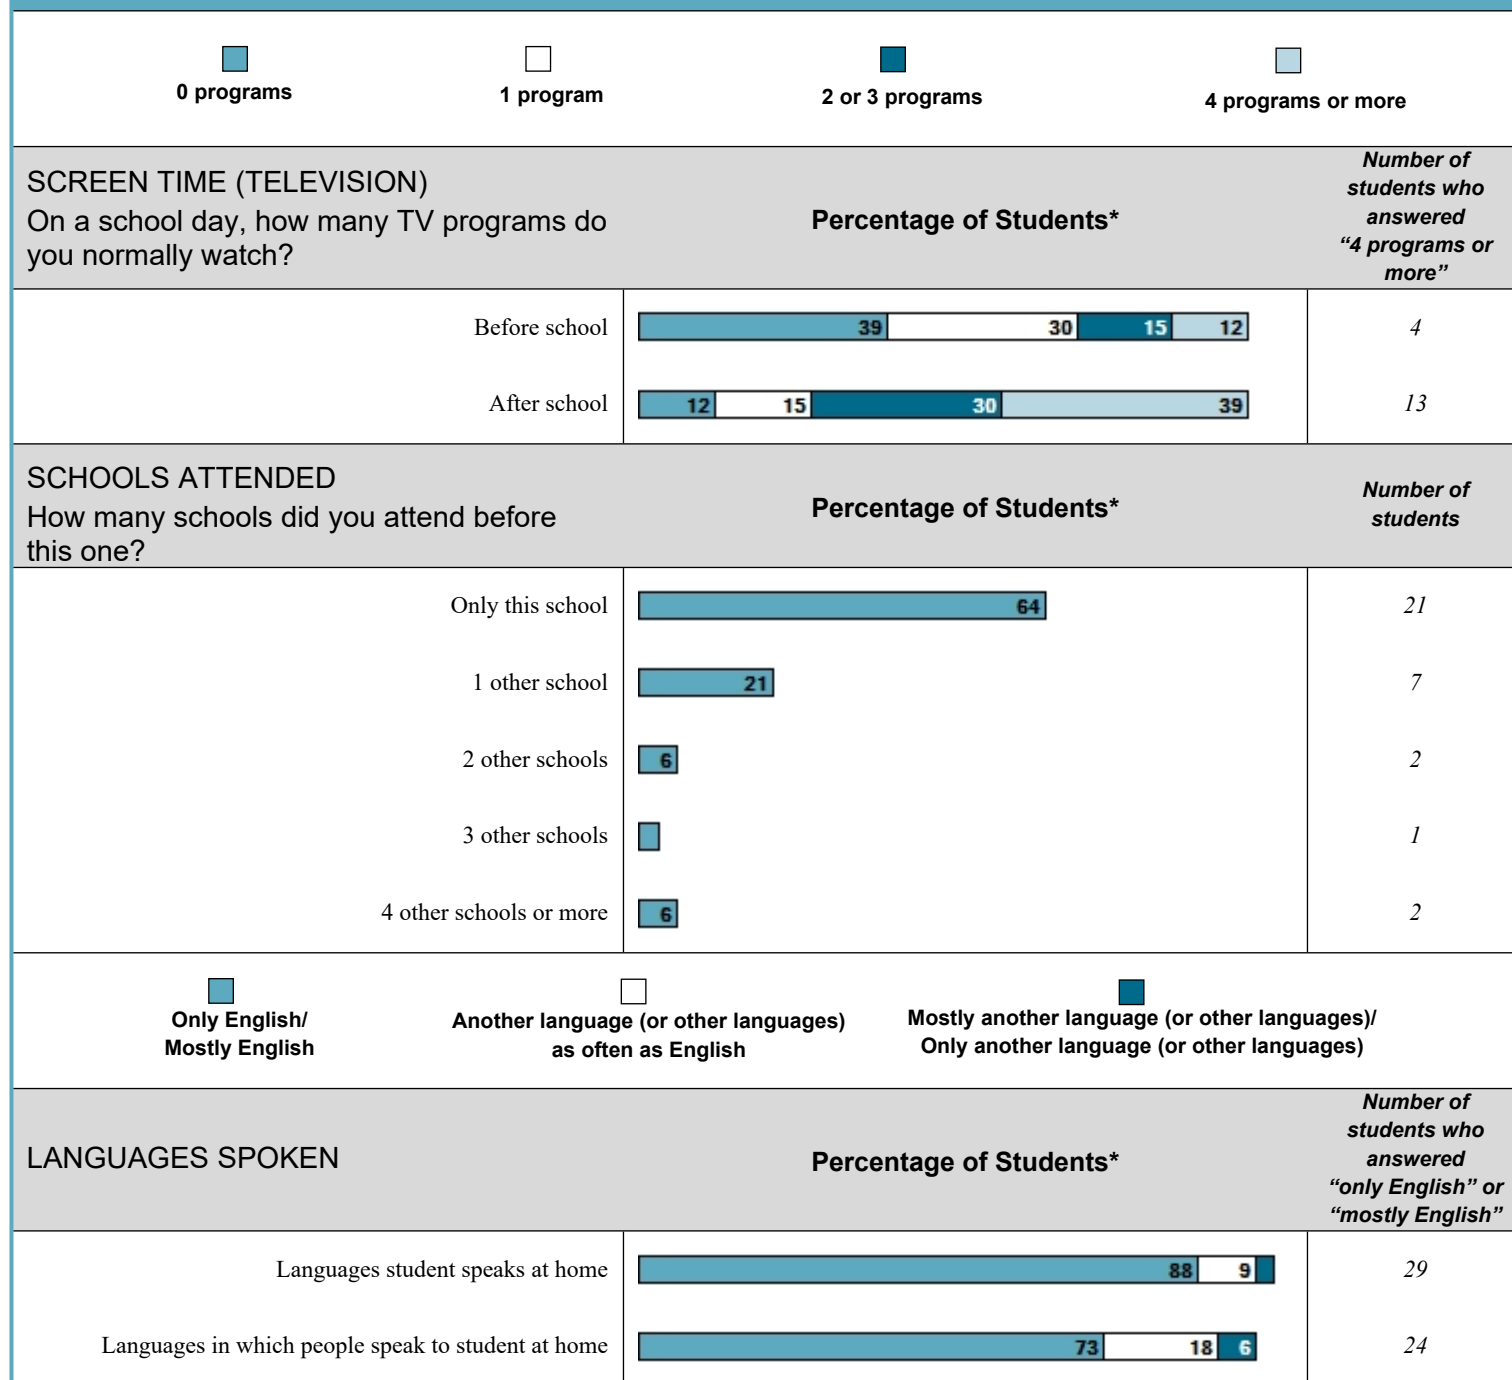 0 programs
1 program
2 or 3 programs
4 programs or more
SCREEN TIME (TELEVISION)
On a school day, how many TV programs do
you normally watch?
Percentage of Students*
Number of
students who
answered
“4 programs or
more”
Before school
39 30 15 12
4
After school
12 15 30 39
13
SCHOOLS ATTENDED
How many schools did you attend before
this one?
Percentage of Students*
Number of
students
Only this school
64
21
1 other school
21
7
2 other schools
6
2
3 other schools
1
4 other schools or more
6
2
Only English/
Mostly English
Another language (or other languages)
as often as English
Mostly another language (or other languages)/
Only another language (or other languages)
LANGUAGES SPOKEN
Percentage of Students*
Number of
students who
answered
“only English” or
“mostly English”
Languages student speaks at home
88 9
29
Languages in which people speak to student at home
73 18 6
24